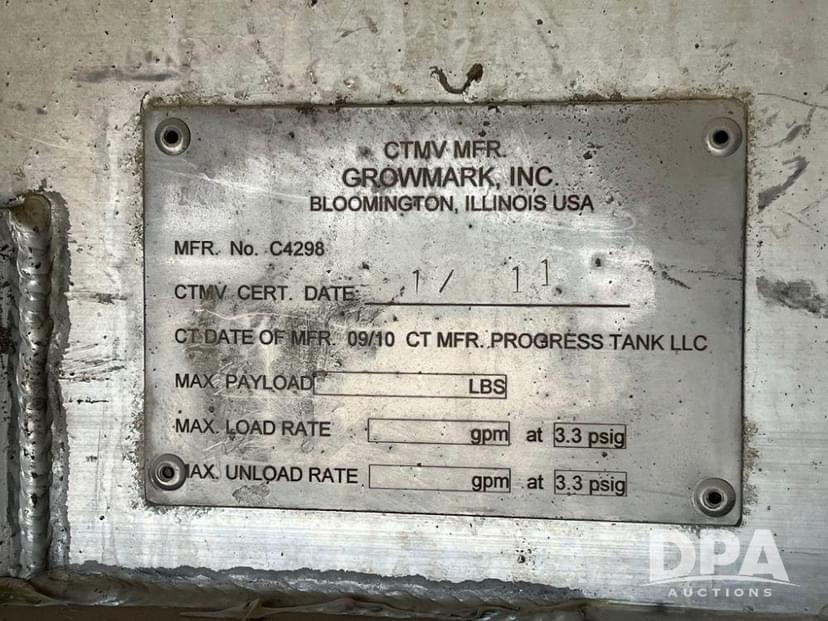 CTMV MFR.
GROWMARK, INC.
BLOOMINGTON, ILLINOIS USA
MFR. No. C4298
CTMV CERT. DATE 1 / 11
CT DATE OF MFR. 09/10 CT MFR. PROGRESS TANK LLC
MAX. PAYLOAD LBS
MAX. LOAD RATE gpm at 3.3 psig
MAX. UNLOAD RATE gpm at 3.3 psig
DPA
AUCTIONS